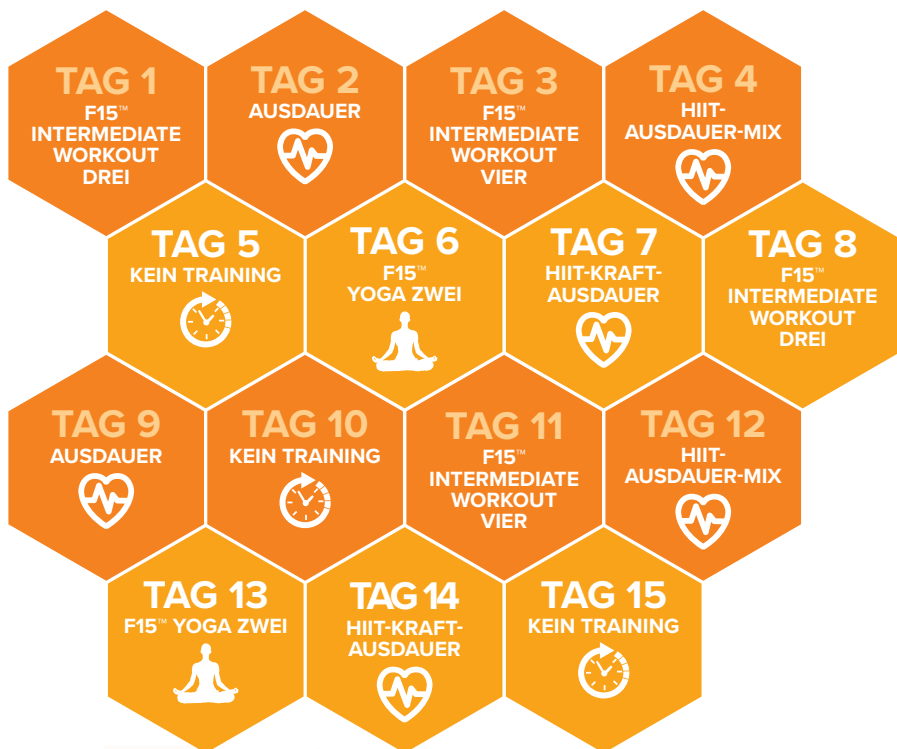 TAG 1
F15™
INTERMEDIATE
WORKOUT
DREI
TAG 2
AUSDAUER
TAG 3
F15™
INTERMEDIATE
WORKOUT
VIER
TAG 4
HIIT-
AUSDAUER-MIX
TAG 5
KEIN TRAINING
TAG 6
F15™
YOGA ZWEI
TAG 7
HIIT-KRAFT-
AUSDAUER
TAG 8
F15™
INTERMEDIATE
WORKOUT
DREI
TAG 9
AUSDAUER
TAG 10
KEIN TRAINING
TAG 11
F15™
INTERMEDIATE
WORKOUT
VIER
TAG 12
HIIT-
AUSDAUER-MIX
TAG 13
F15™ YOGA ZWEI
TAG 14
HIIT-KRAFT-
AUSDAUER
TAG 15
KEIN TRAINING